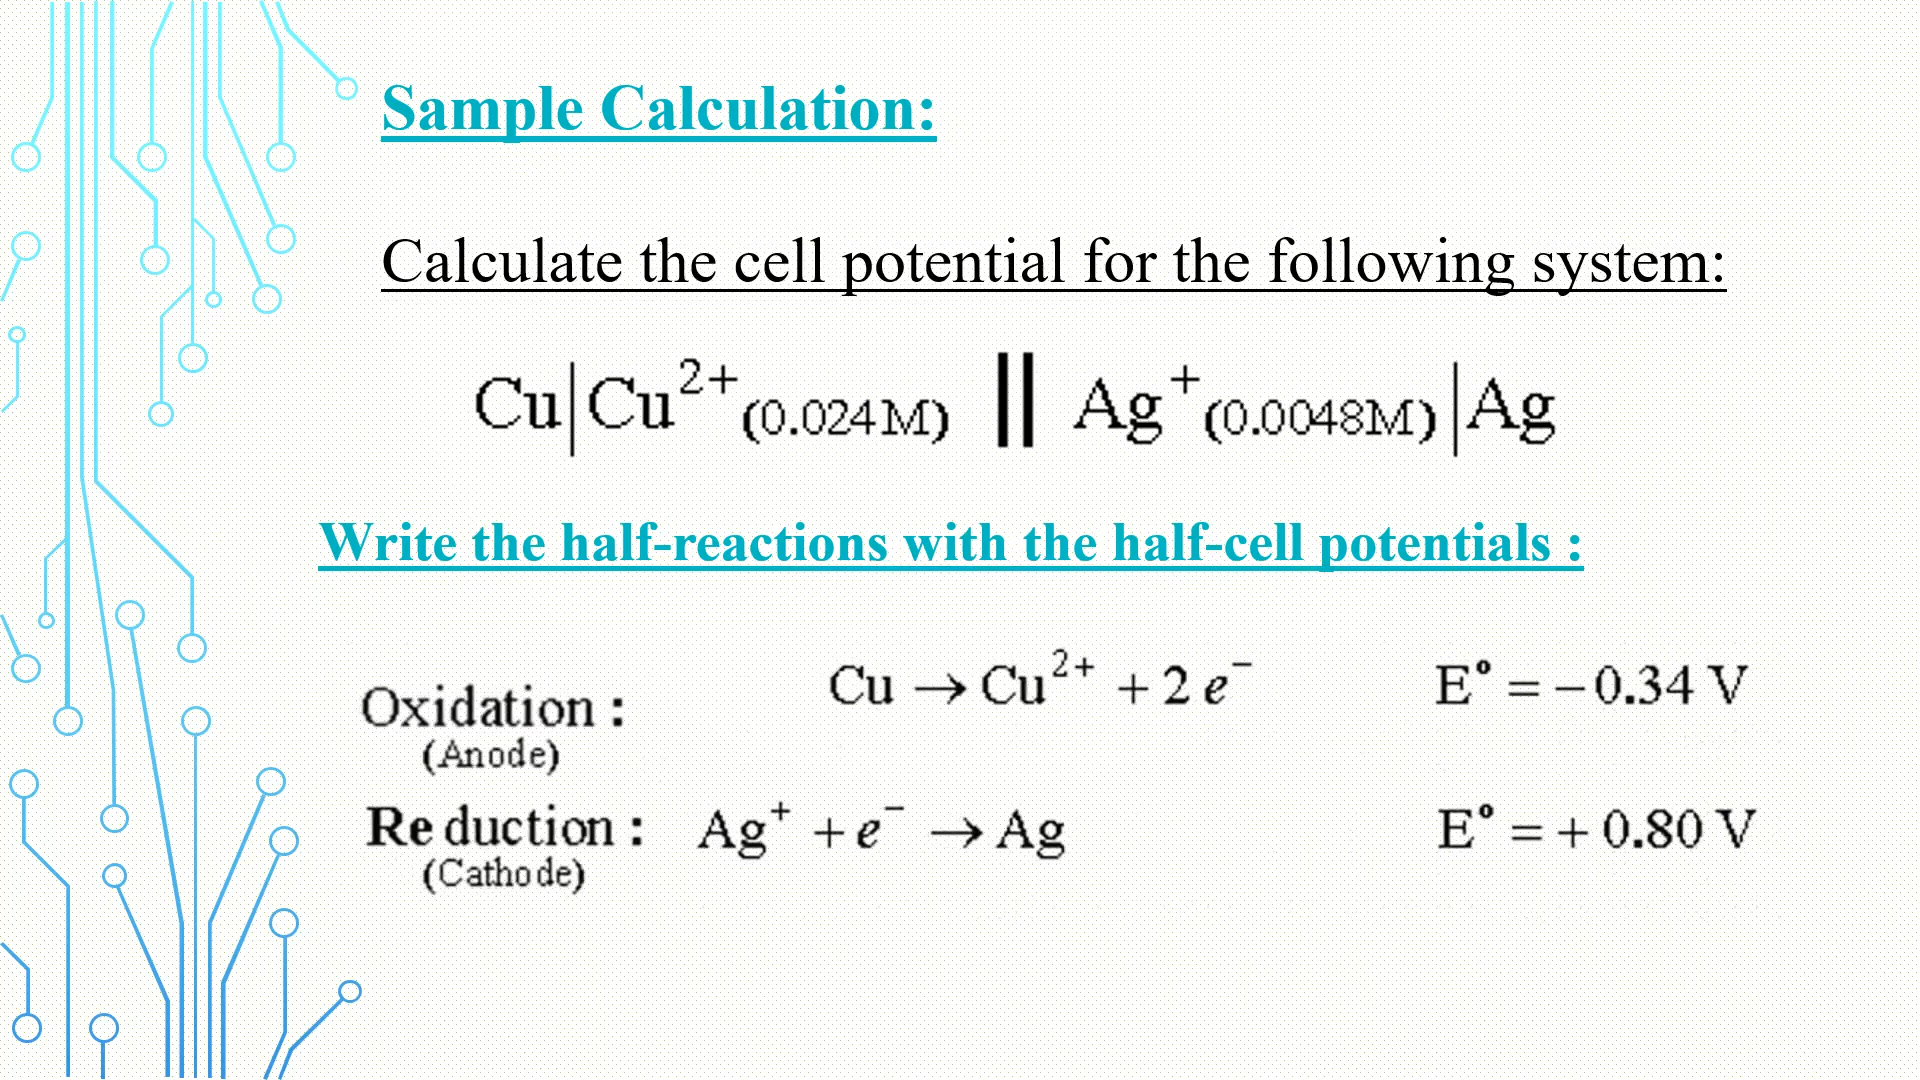 Sample Calculation:
Calculate the cell potential for the following system:
Cu|Cu²⁺(0.024M) || Ag⁺(0.0048M)|Ag
Write the half-reactions with the half-cell potentials :
Oxidation : Cu → Cu²⁺ + 2 e⁻ E° = − 0.34 V
(Anode)
Reduction : Ag⁺ + e⁻ → Ag E° = + 0.80 V
(Cathode)